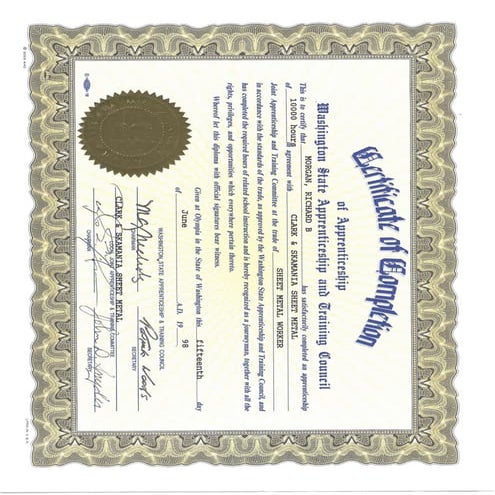 Certificate of Completion
of Apprenticeship
Washington State Apprenticeship and Training Council
This is to certify that MORGAN, RICHARD B has satisfactorily completed an apprenticeship
of 10000 hours agreement with CLARK & SKAMANIA SHEET METAL
Joint Apprenticeship and Training Committee at the trade of SHEET METAL WORKER
in accordance with the standards of the trade, as approved by the Washington State Apprenticeship and Training Council, and
has completed the required hours of related school instruction and is hereby recognized as a journeyman, together with all the
rights, privileges, and opportunities which everywhere pertain thereto.
Whereof let this diploma with official signatures bear witness.
Given at Olympia in the State of Washington this fifteenth day
of June A.D. 19 98
WASHINGTON STATE APPRENTICESHIP & TRAINING COUNCIL
CHAIRMAN
SECRETARY
CLARK & SKAMANIA SHEET METAL
JOINT APPRENTICESHIP & TRAINING COMMITTEE
CHAIRMAN
SECRETARY